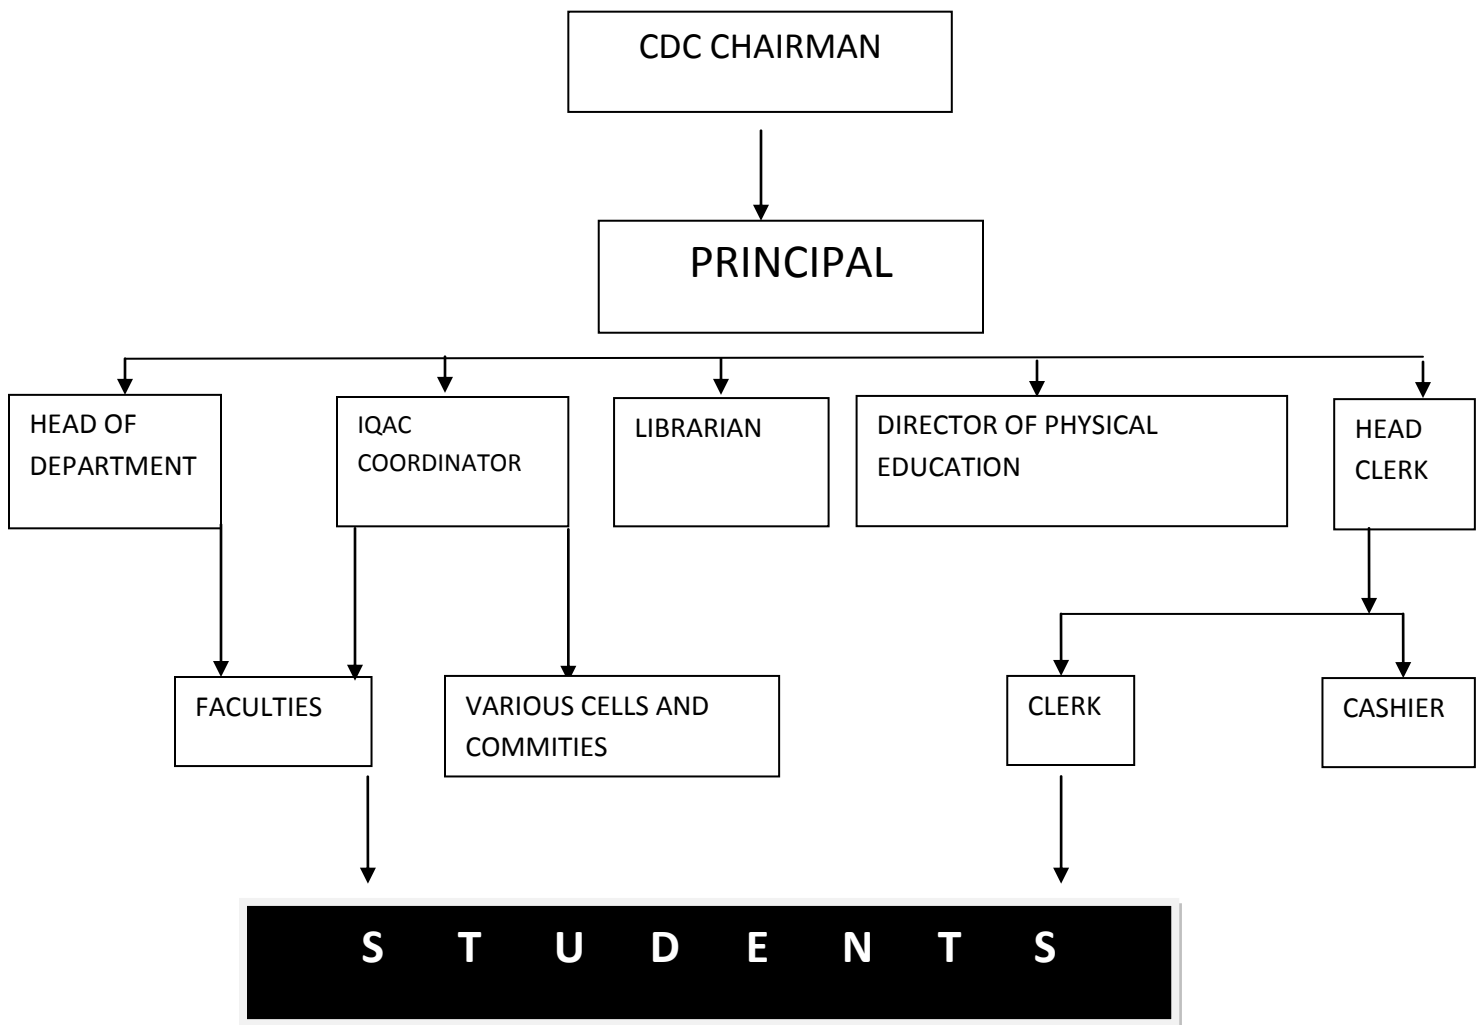 CDC CHAIRMAN
PRINCIPAL
HEAD OF
DEPARTMENT
IQAC
COORDINATOR
LIBRARIAN
DIRECTOR OF PHYSICAL
EDUCATION
HEAD
CLERK
FACULTIES
VARIOUS CELLS AND
COMMITIES
CLERK
CASHIER
S T U D E N T S